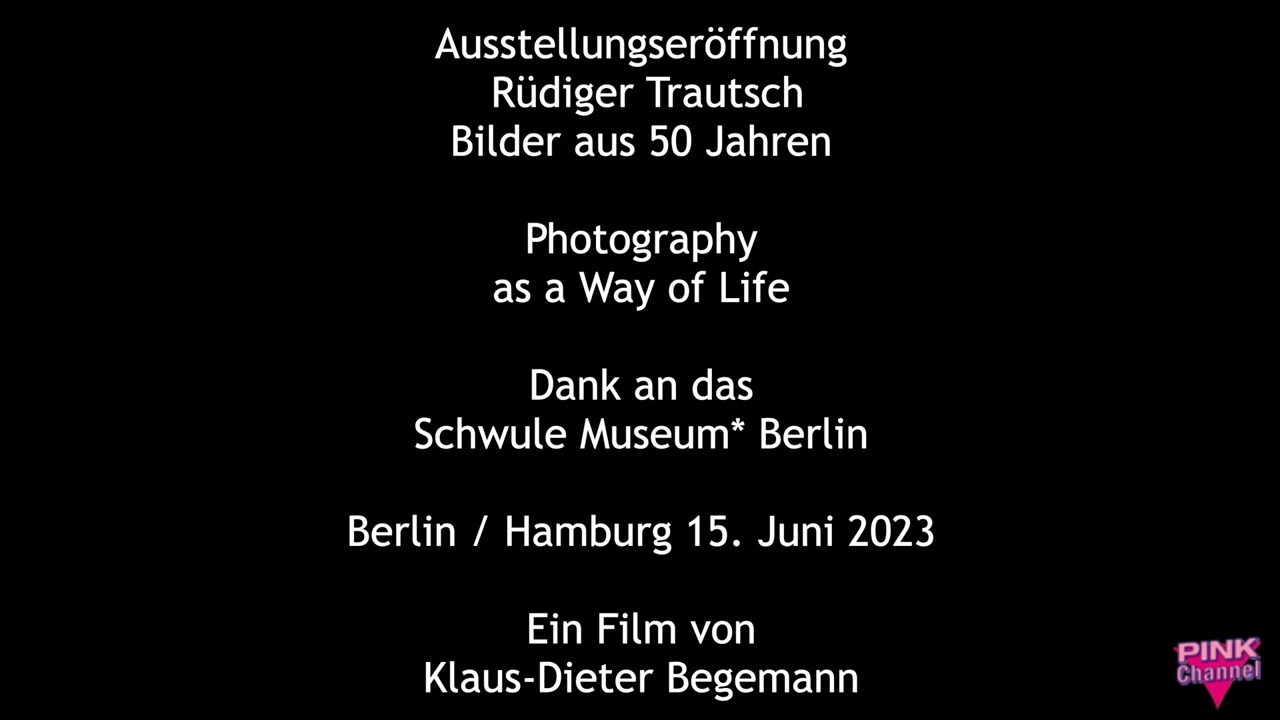 Ausstellungseröffnung
Rüdiger Trautsch
Bilder aus 50 Jahren
Photography
as a Way of Life
Dank an das
Schwule Museum* Berlin
Berlin / Hamburg 15. Juni 2023
Ein Film von
Klaus-Dieter Begemann
PINK
Channel